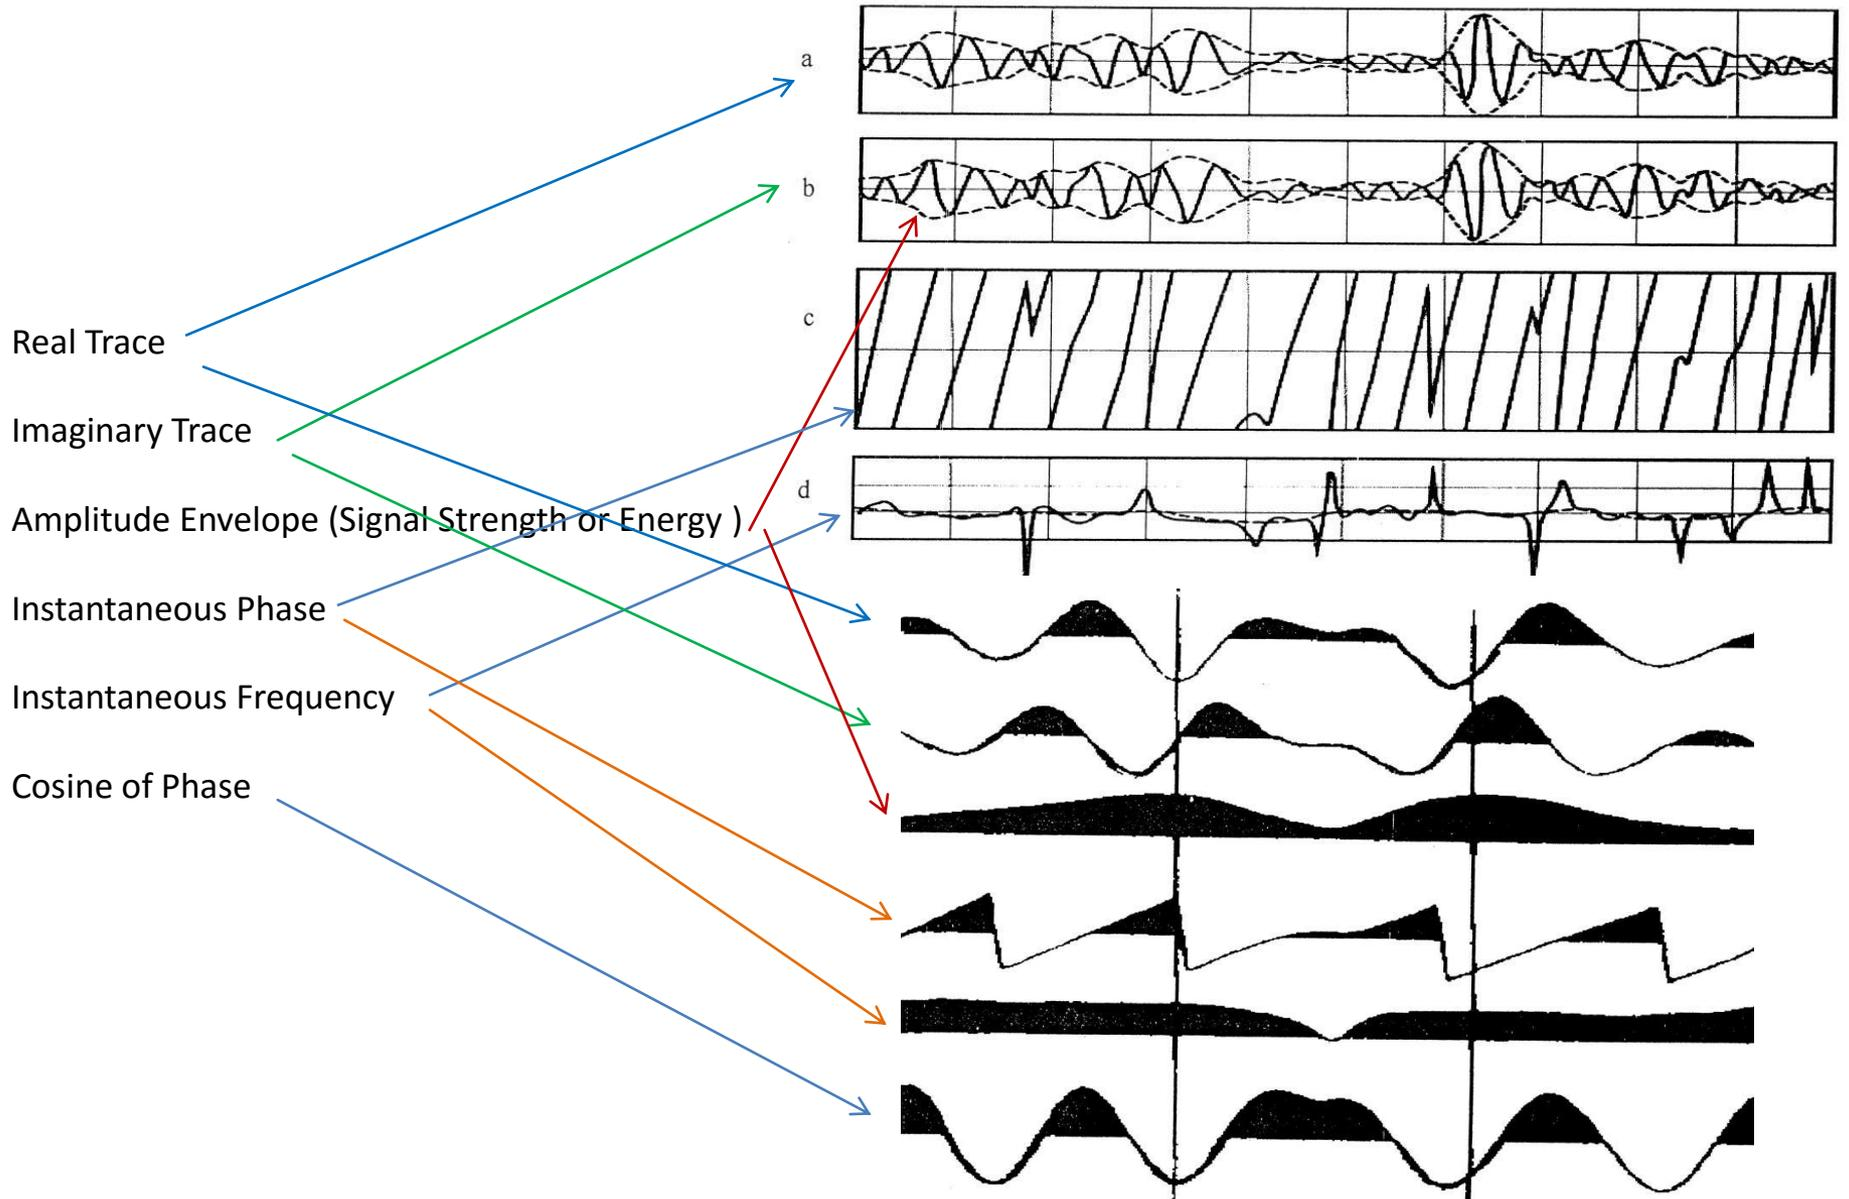 a
b
c
d
Real Trace
Imaginary Trace
Amplitude Envelope (Signal Strength or Energy )
Instantaneous Phase
Instantaneous Frequency
Cosine of Phase